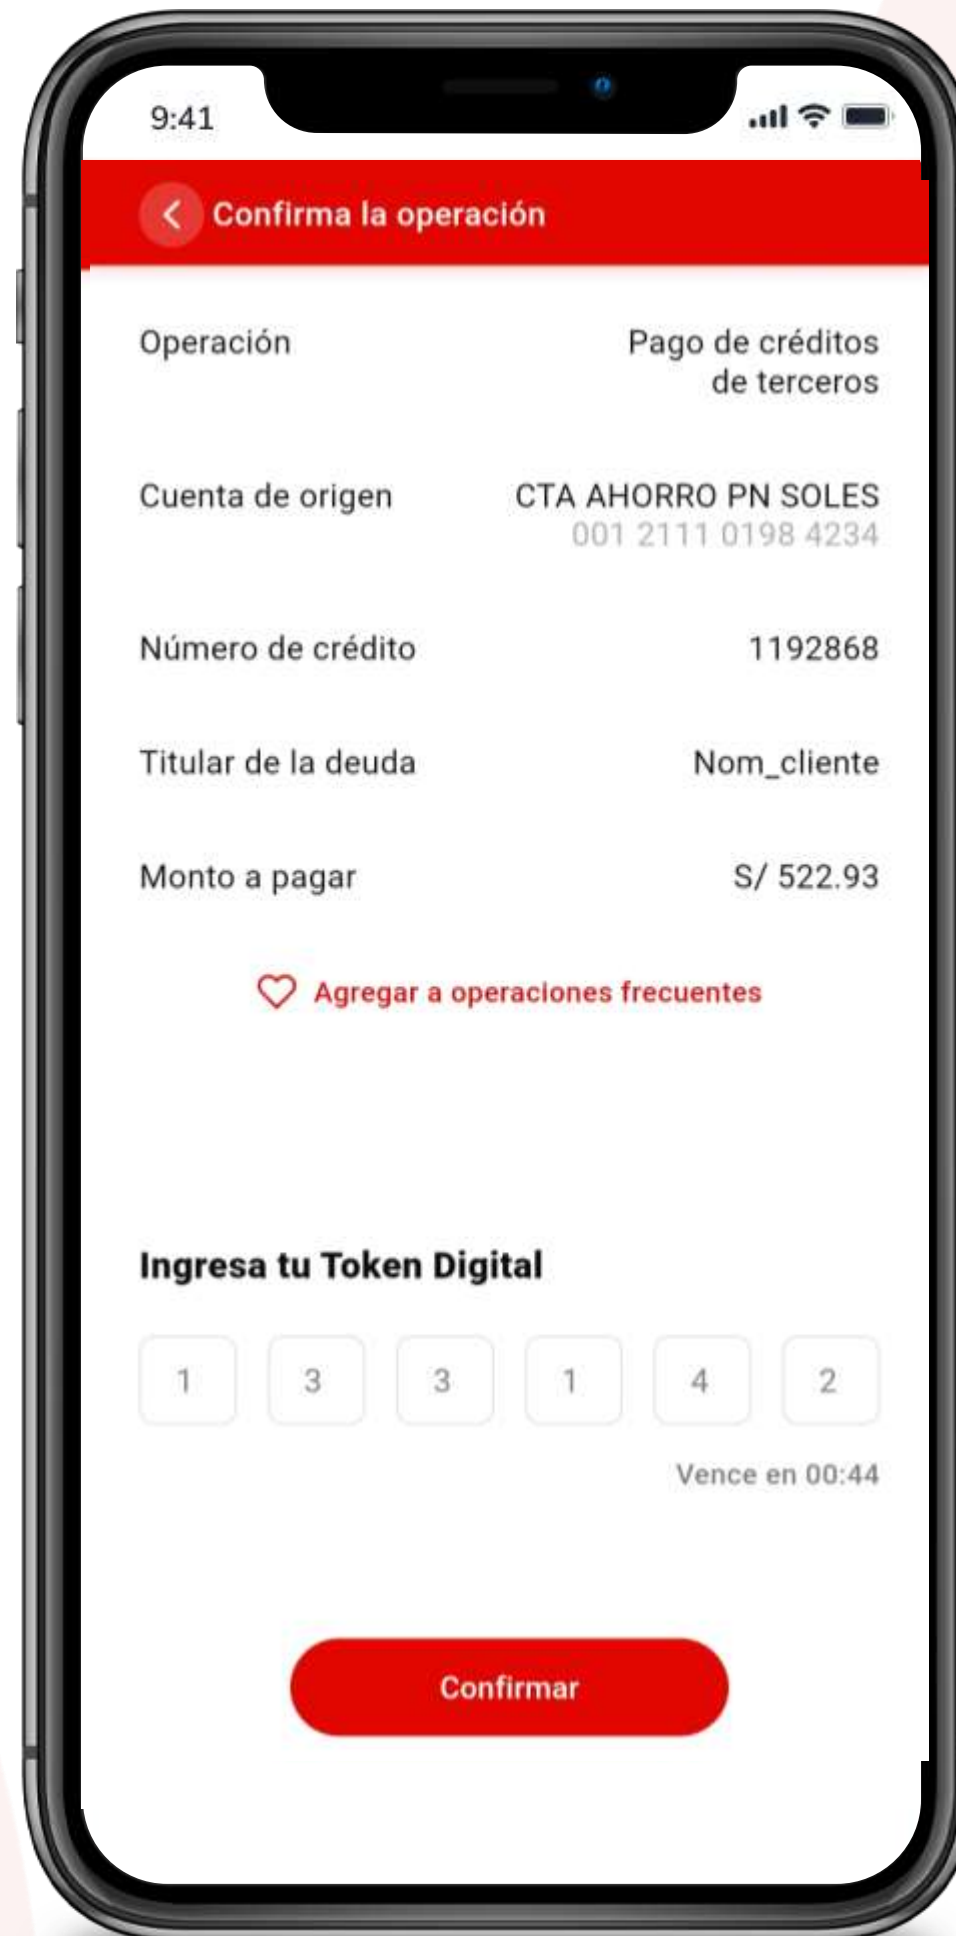 9:41
Confirma la operación
Operación Pago de créditos
de terceros
Cuenta de origen CTA AHORRO PN SOLES
001 2111 0198 4234
Número de crédito 1192868
Titular de la deuda Nom_cliente
Monto a pagar S/ 522.93
Agregar a operaciones frecuentes
Ingresa tu Token Digital
1 3 3 1 4 2
Vence en 00:44
Confirmar